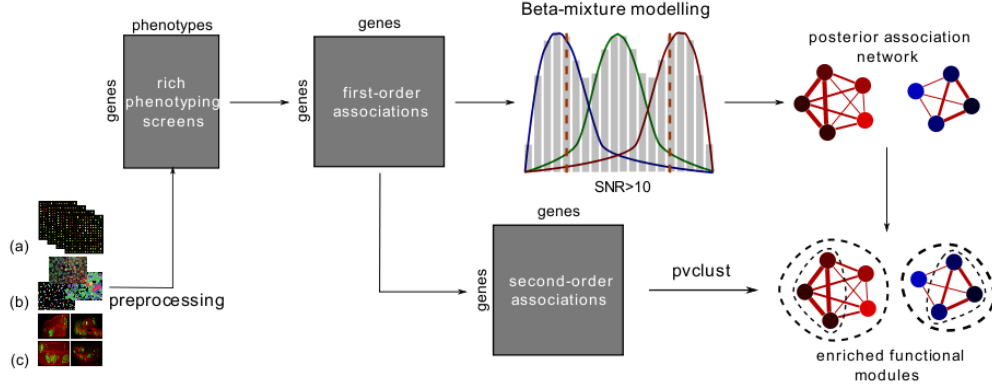 phenotypes
genes
rich
phenotyping
screens
genes
genes
first-order
associations
Beta-mixture modelling
SNR>10
posterior association
network
(a)
(b)
(c)
preprocessing
genes
genes
second-order
associations
pvclust
enriched functional
modules